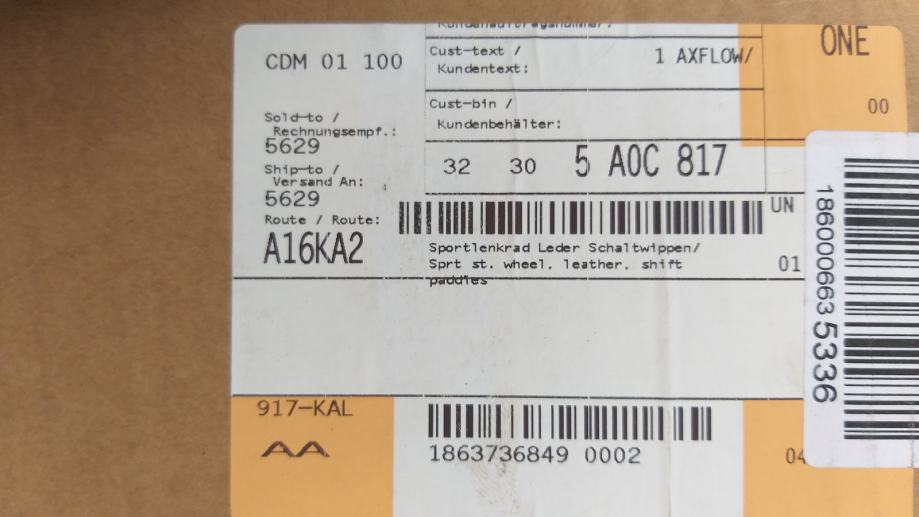 Kundenauftragsnummer:
CDM 01 100
Cust-text /
Kundentext:
1 AXFLOW/
ONE
Cust-bin /
Kundenbehälter:
00
Sold-to /
Rechnungsempf.:
5629
Ship-to /
Versand An:
5629
32 30 5 A0C 817
Route / Route:
A16KA2
UN
Sportlenkrad Leder Schaltwippen/
Sprt st. wheel, leather, shift
paddles
01
917-KAL
AA
1863736849 0002
04
1860006635336